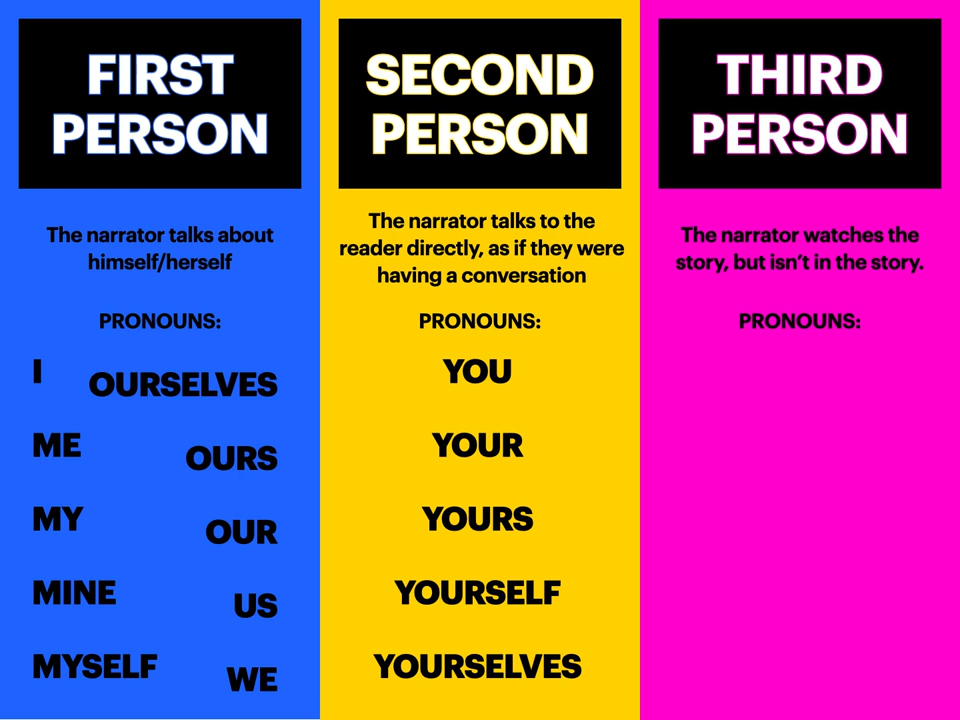 FIRST
PERSON
The narrator talks about
himself/herself
PRONOUNS:
I
ME
MY
MINE
MYSELF
OURSELVES
OURS
OUR
US
WE
SECOND
PERSON
The narrator talks to the
reader directly, as if they were
having a conversation
PRONOUNS:
YOU
YOUR
YOURS
YOURSELF
YOURSELVES
THIRD
PERSON
The narrator watches the
story, but isn’t in the story.
PRONOUNS: